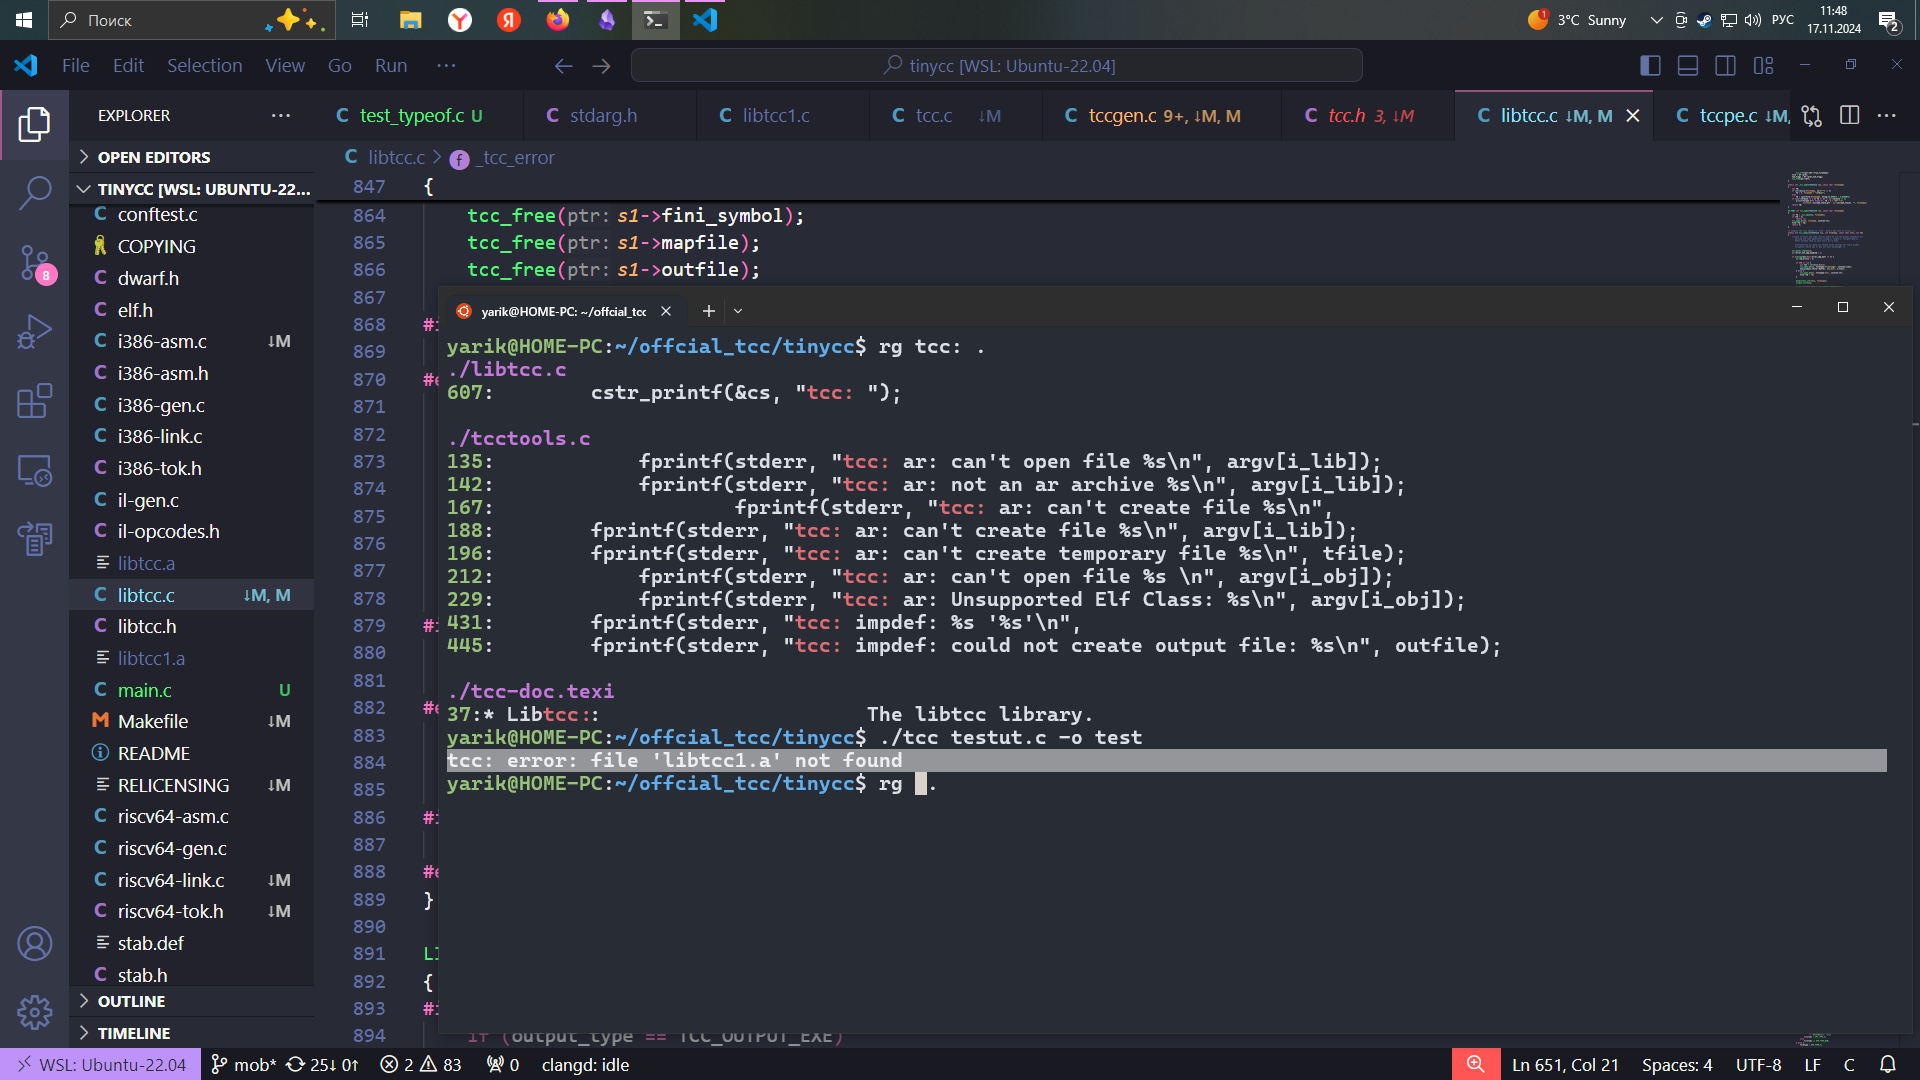 Поиск
3°C Sunny
РУС
11:48
17.11.2024
2
File Edit Selection View Go Run ···
tinycc [WSL: Ubuntu-22.04]
EXPLORER
test_typeof.c U
stdarg.h
libtcc1.c
tcc.c ↓M
tccgen.c 9+, ↓M, M
tcc.h 3, ↓M
libtcc.c ↓M, M
tccpe.c ↓M,
OPEN EDITORS
TINYCC [WSL: UBUNTU-22...
conftest.c
COPYING
dwarf.h
elf.h
i386-asm.c ↓M
i386-asm.h
i386-gen.c
i386-link.c
i386-tok.h
il-gen.c
il-opcodes.h
libtcc.a
libtcc.c ↓M, M
libtcc.h
libtcc1.a
main.c U
Makefile ↓M
README
RELICENSING ↓M
riscv64-asm.c
riscv64-gen.c
riscv64-link.c ↓M
riscv64-tok.h ↓M
stab.def
stab.h
OUTLINE
TIMELINE
8
libtcc.c > _tcc_error
847 {
864 tcc_free(ptr: s1->fini_symbol);
865 tcc_free(ptr: s1->mapfile);
866 tcc_free(ptr: s1->outfile);
867
868 #i
869
870 #e
871
872
873
874
875
876
877
878
879 #i
880
881
882 #e
883
884
885
886 #i
887
888 #e
889 }
890
891 LI
892 {
893 #i
894 if (output_type == TCC_OUTPUT_EXE)
yarik@HOME-PC: ~/offcial_tcc
yarik@HOME-PC:~/offcial_tcc/tinycc$ rg tcc: .
./libtcc.c
607: cstr_printf(&cs, "tcc: ");
./tcctools.c
135: fprintf(stderr, "tcc: ar: can't open file %s\n", argv[i_lib]);
142: fprintf(stderr, "tcc: ar: not an ar archive %s\n", argv[i_lib]);
167: fprintf(stderr, "tcc: ar: can't create file %s\n",
188: fprintf(stderr, "tcc: ar: can't create file %s\n", argv[i_lib]);
196: fprintf(stderr, "tcc: ar: can't create temporary file %s\n", tfile);
212: fprintf(stderr, "tcc: ar: can't open file %s \n", argv[i_obj]);
229: fprintf(stderr, "tcc: ar: Unsupported Elf Class: %s\n", argv[i_obj]);
431: fprintf(stderr, "tcc: impdef: %s '%s'\n",
445: fprintf(stderr, "tcc: impdef: could not create output file: %s\n", outfile);
./tcc-doc.texi
37:* Libtcc:: The libtcc library.
yarik@HOME-PC:~/offcial_tcc/tinycc$ ./tcc testut.c -o test
tcc: error: file 'libtcc1.a' not found
yarik@HOME-PC:~/offcial_tcc/tinycc$ rg .
WSL: Ubuntu-22.04 mob* 25↓ 0↑ 2 83 0 clangd: idle
Ln 651, Col 21 Spaces: 4 UTF-8 LF C